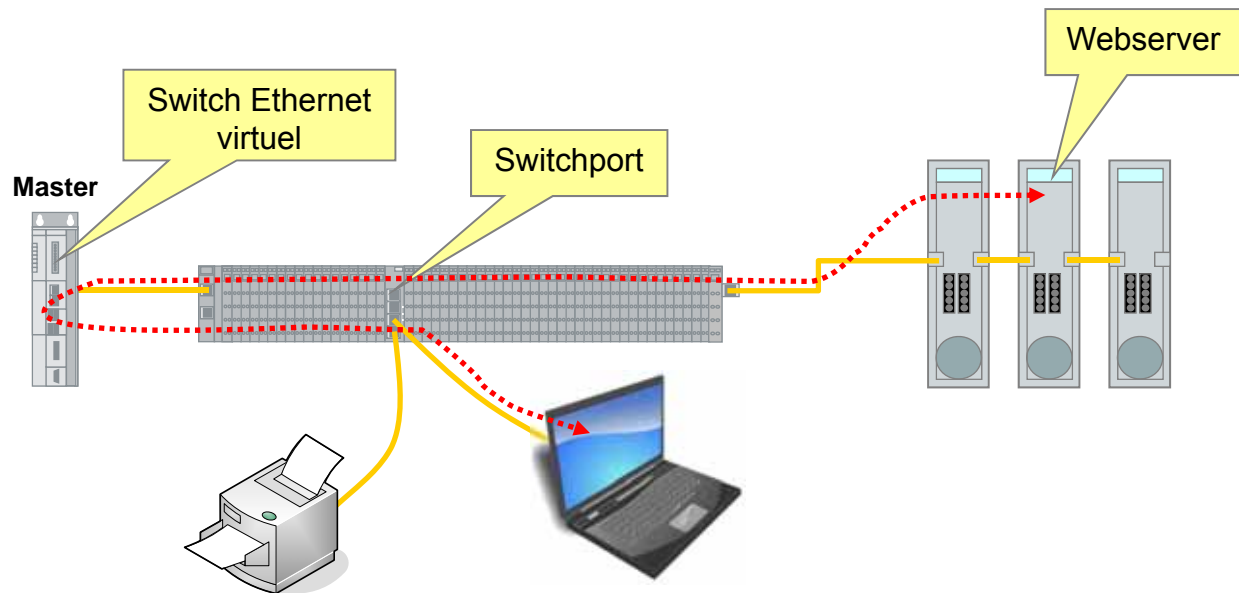 Webserver
Switch Ethernet
virtuel
Switchport
Master